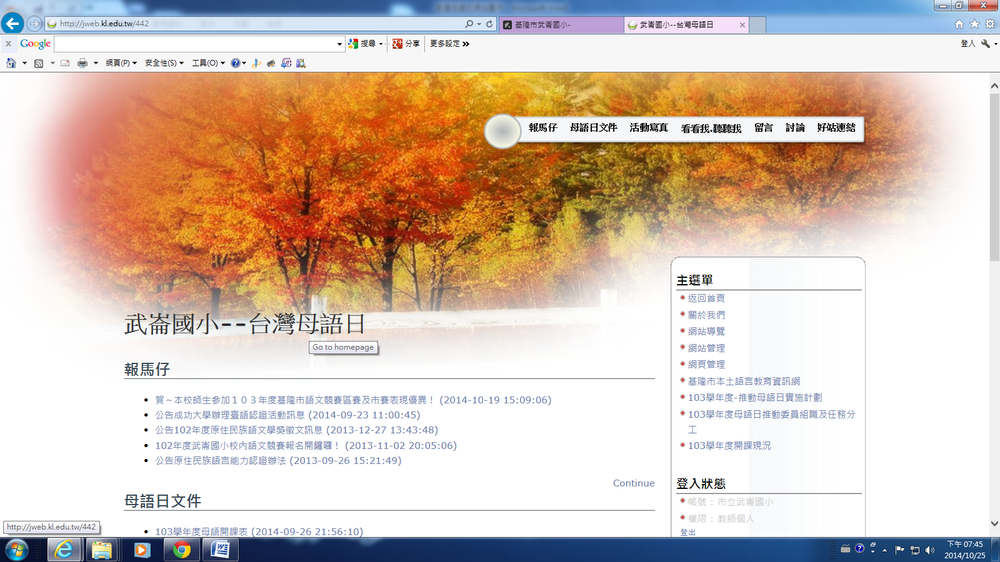 http://jweb.kl.edu.tw/442
基隆市武崙國小-
武崙國小--台灣母語日
Google
搜尋
分享
更多設定
登入
網頁(P)
安全性(S)
工具(O)
報馬仔 母語日文件 活動寫真 看看我.聽聽我 留言 討論 好站連結
武崙國小--台灣母語日
Go to homepage
報馬仔
賀～本校師生參加１０３年度基隆市語文競賽區賽及市賽表現優異！ (2014-10-19 15:09:06)
公告成功大學辦理臺語認證活動訊息 (2014-09-23 11:00:45)
公告102年度原住民族語文學獎徵文訊息 (2013-12-27 13:43:48)
102年度武崙國小校內語文競賽報名開鑼囉！ (2013-11-02 20:05:06)
公告原住民族語言能力認證辦法 (2013-09-26 15:21:49)
Continue
母語日文件
103學年度母語開課表 (2014-09-26 21:56:10)
主選單
返回首頁
關於我們
網站導覽
網站管理
網頁管理
基隆市本土語言教育資訊網
103學年度-推動母語日實施計劃
103學年度母語日推動委員組職及任務分
工
103學年度開課現況
登入狀態
帳號 : 市立武崙國小
權限 : 教師個人
登出
http://jweb.kl.edu.tw/442
下午 07:45
2014/10/25